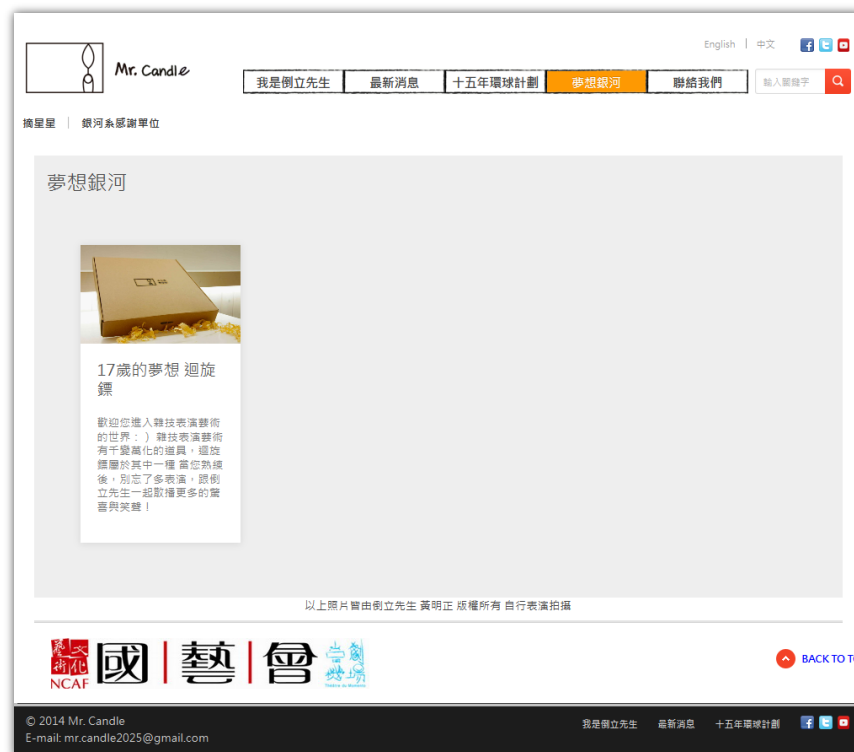 English | 中文
Mr. Candle
我是倒立先生 最新消息 十五年環球計劃 夢想銀河 聯絡我們 輸入關鍵字
摘星星 | 銀河系感謝單位
夢想銀河
17歲的夢想 迴旋
鏢
歡迎您進入雜技表演藝術
的世界：） 雜技表演藝術
有千變萬化的道具，迴旋
鏢屬於其中一種 當您熟練
後，別忘了多表演，跟倒
立先生一起散播更多的驚
喜與笑聲！
以上照片皆由倒立先生 黃明正 版權所有 自行表演拍攝
國|藝|會
NCAF
BACK TO T
© 2014 Mr. Candle
我是倒立先生 最新消息 十五年環球計劃
E-mail: mr.candle2025@gmail.com